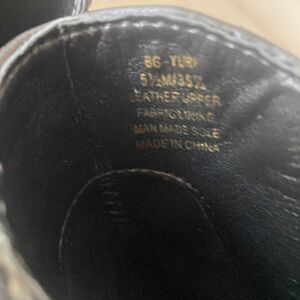 BG-YURI
5½M/35½
LEATHER UPPER
FABRIC LINING
MAN MADE SOLE
MADE IN CHINA